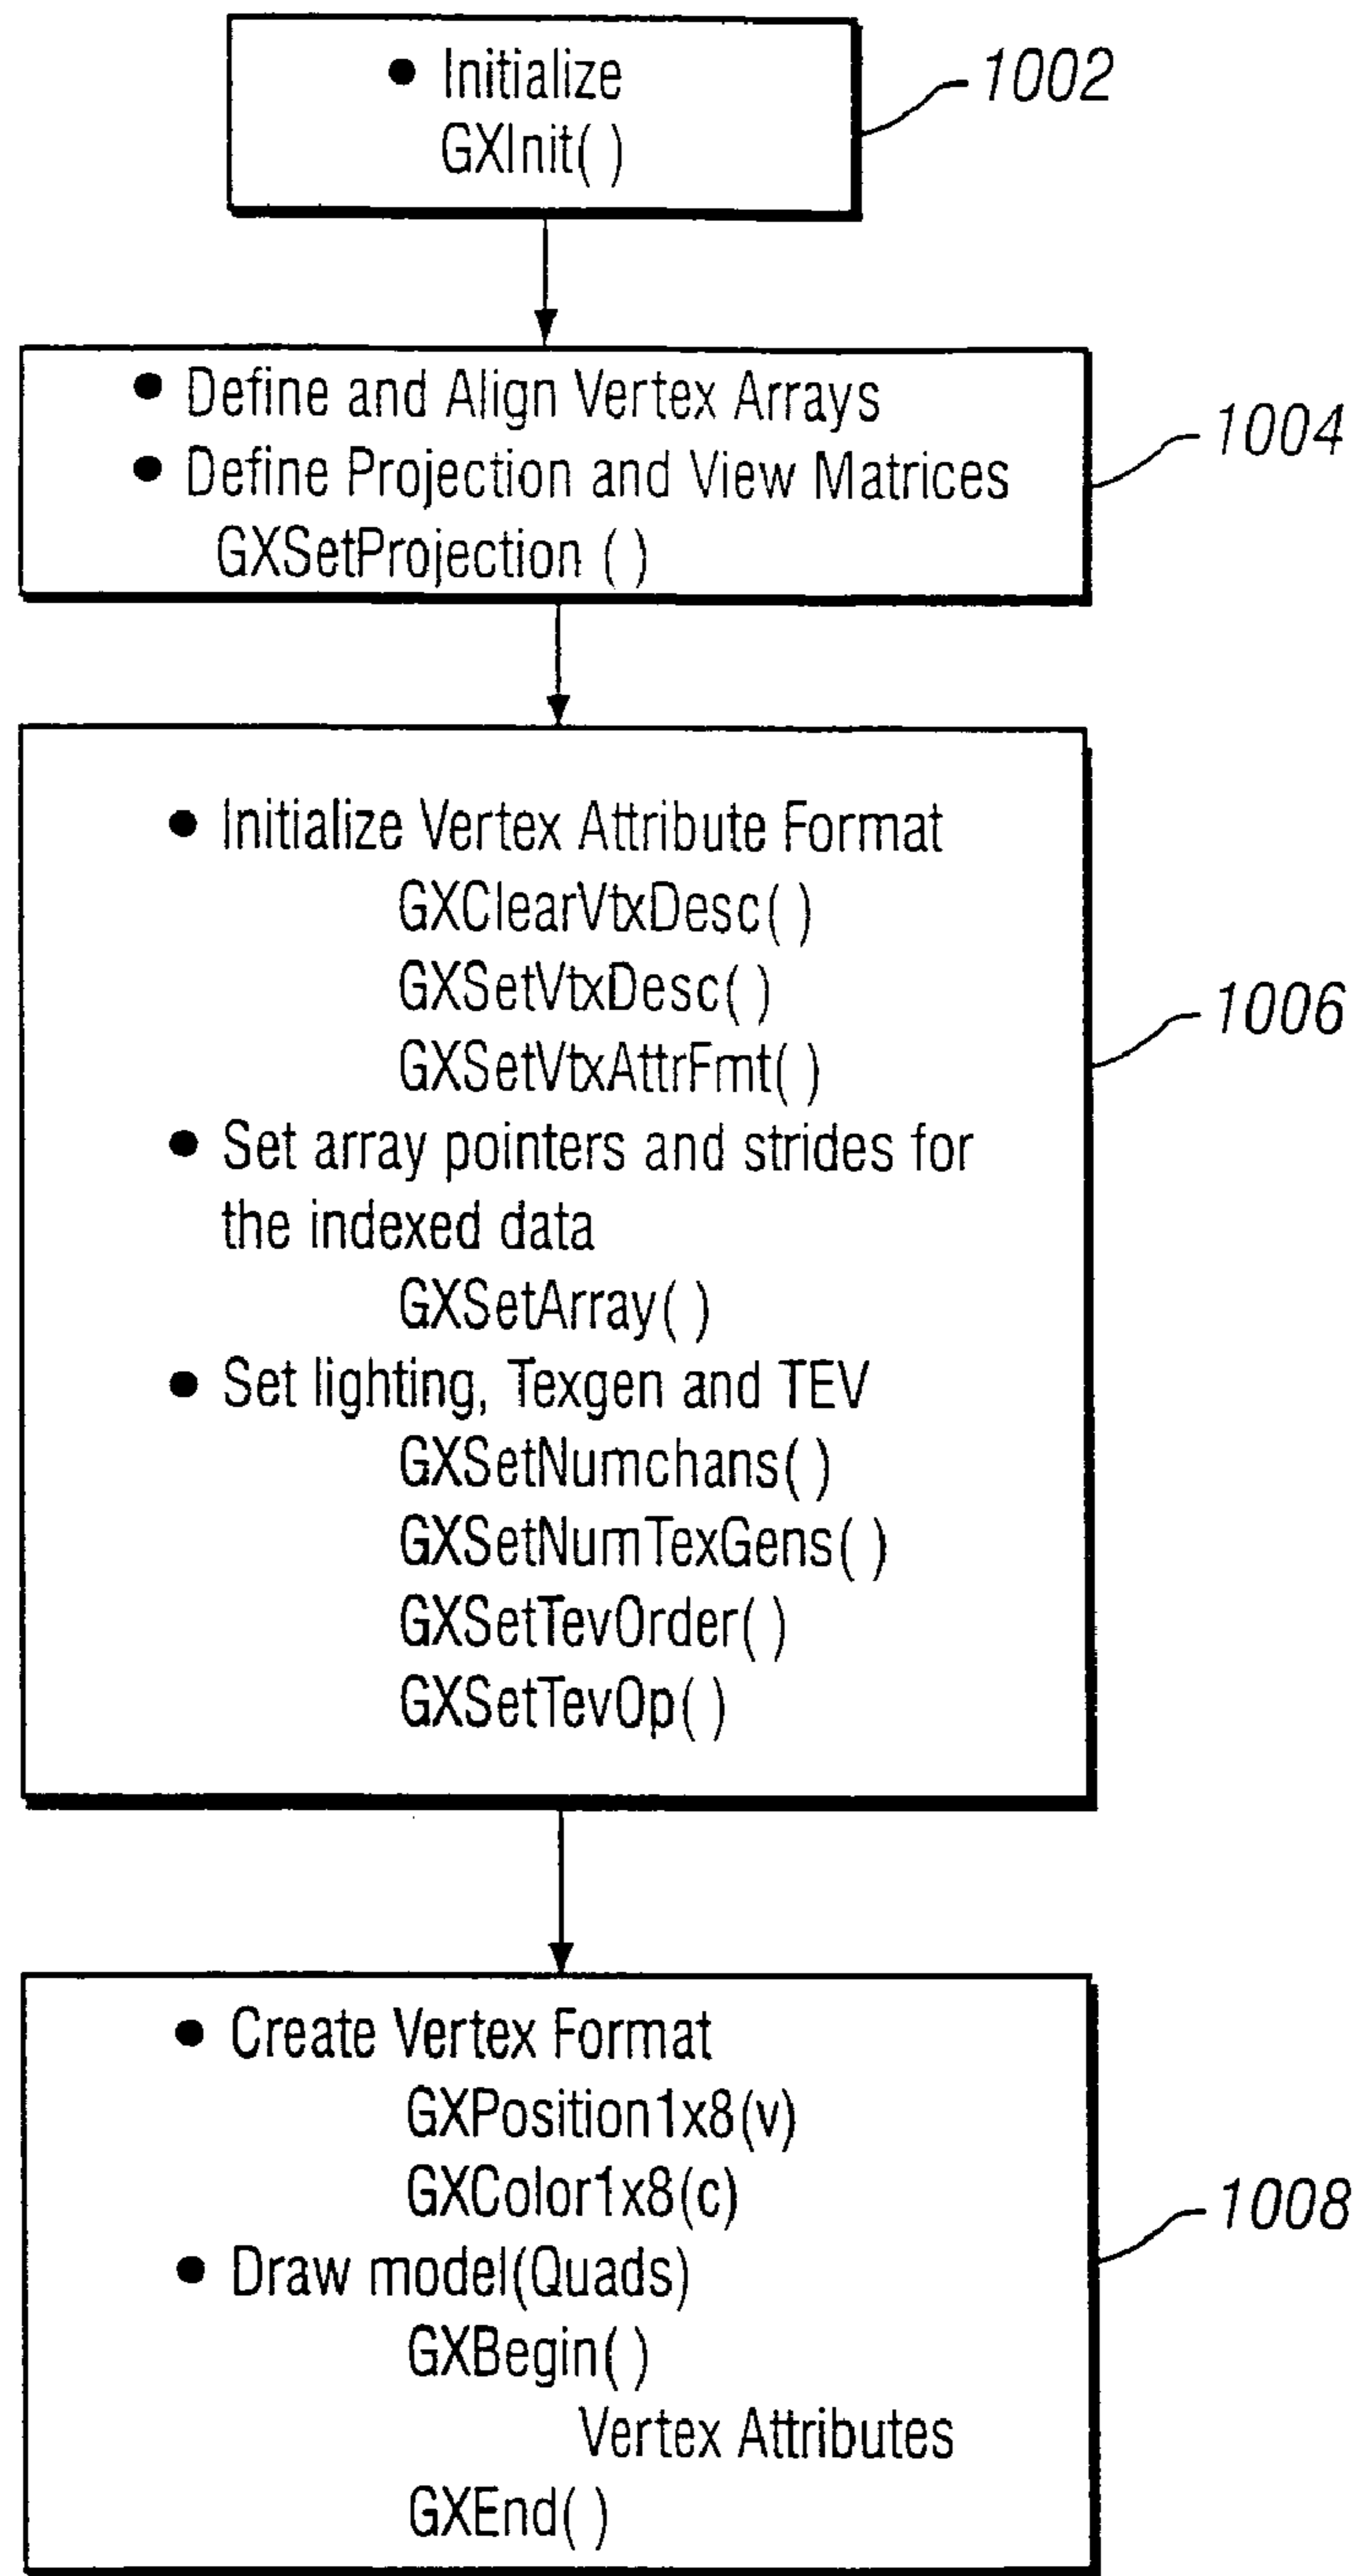 • Initialize
GXInit( )
1002
• Define and Align Vertex Arrays
• Define Projection and View Matrices
GXSetProjection ( )
1004
• Initialize Vertex Attribute Format
GXClearVtxDesc( )
GXSetVtxDesc( )
GXSetVtxAttrFmt( )
• Set array pointers and strides for
the indexed data
GXSetArray( )
• Set lighting, Texgen and TEV
GXSetNumchans( )
GXSetNumTexGens( )
GXSetTevOrder( )
GXSetTevOp( )
1006
• Create Vertex Format
GXPosition1x8(v)
GXColor1x8(c)
• Draw model(Quads)
GXBegin( )
Vertex Attributes
GXEnd( )
1008